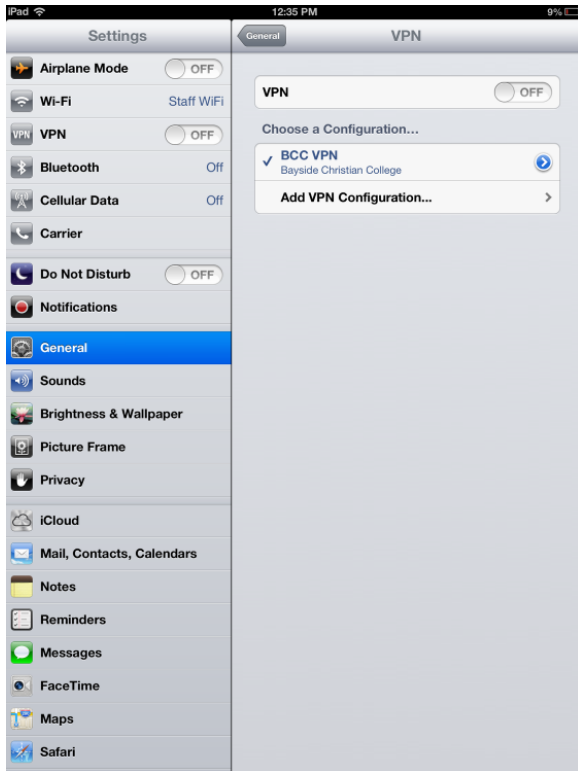 iPad 12:35 PM 9%
Settings
Airplane Mode OFF
Wi-Fi Staff WiFi
VPN VPN OFF
Bluetooth Off
Cellular Data Off
Carrier
Do Not Disturb OFF
Notifications
General
Sounds
Brightness & Wallpaper
Picture Frame
Privacy
iCloud
Mail, Contacts, Calendars
Notes
Reminders
Messages
FaceTime
Maps
Safari
General VPN
VPN OFF
Choose a Configuration...
BCC VPN
Bayside Christian College
Add VPN Configuration...